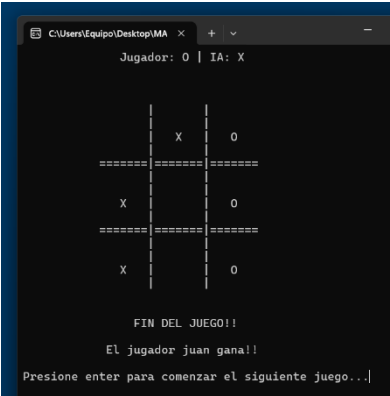 C:\Users\Equipo\Desktop\MA
Jugador: O | IA: X
X O
X O
X O
FIN DEL JUEGO!!
El jugador juan gana!!
Presione enter para comenzar el siguiente juego...